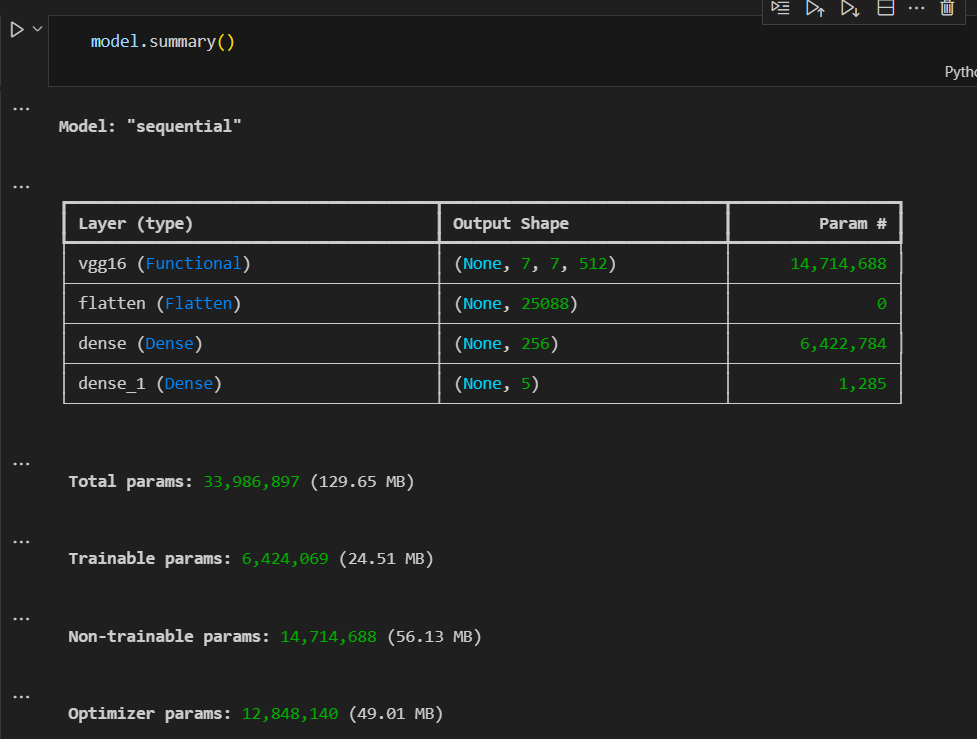 model.summary()
Pytho
Model: "sequential"
Layer (type) Output Shape Param #
vgg16 (Functional) (None, 7, 7, 512) 14,714,688
flatten (Flatten) (None, 25088) 0
dense (Dense) (None, 256) 6,422,784
dense_1 (Dense) (None, 5) 1,285
Total params: 33,986,897 (129.65 MB)
Trainable params: 6,424,069 (24.51 MB)
Non-trainable params: 14,714,688 (56.13 MB)
Optimizer params: 12,848,140 (49.01 MB)